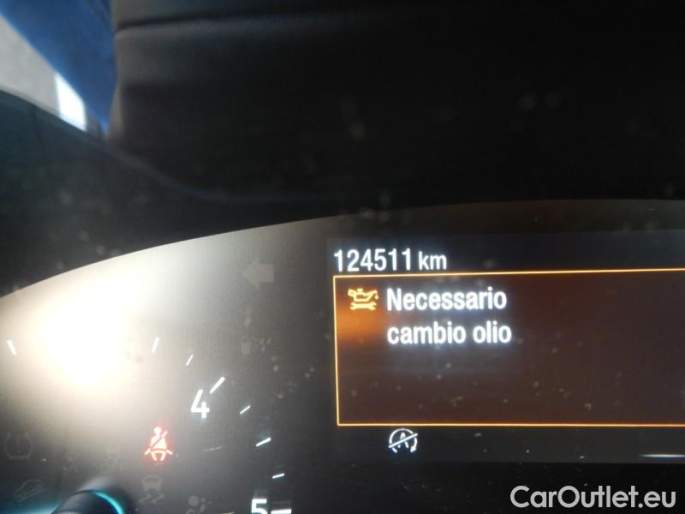 124511 km
Necessario
cambio olio
4
A
5
CarOutlet.eu